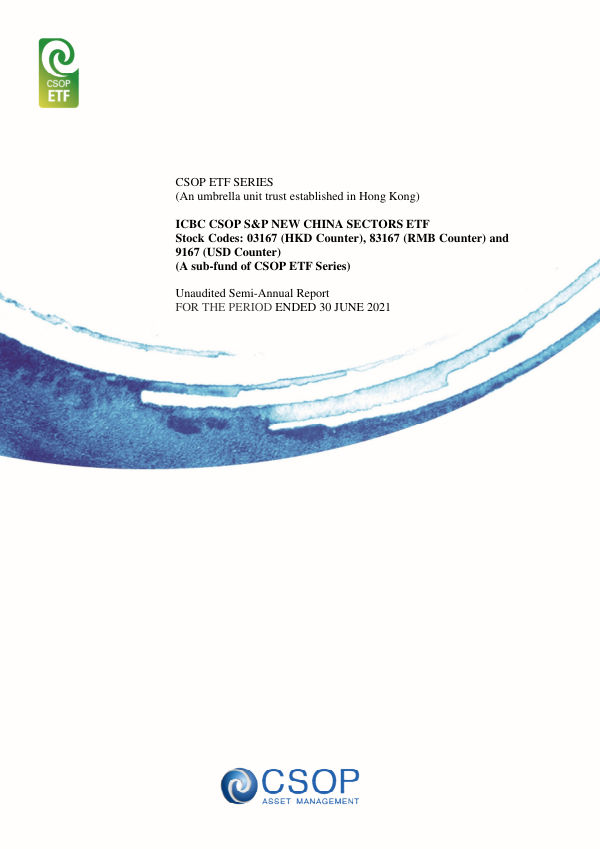 CSOP
ETF
CSOP ETF SERIES
(An umbrella unit trust established in Hong Kong)
ICBC CSOP S&P NEW CHINA SECTORS ETF
Stock Codes: 03167 (HKD Counter), 83167 (RMB Counter) and
9167 (USD Counter)
(A sub-fund of CSOP ETF Series)
Unaudited Semi-Annual Report
FOR THE PERIOD ENDED 30 JUNE 2021
CSOP
ASSET MANAGEMENT